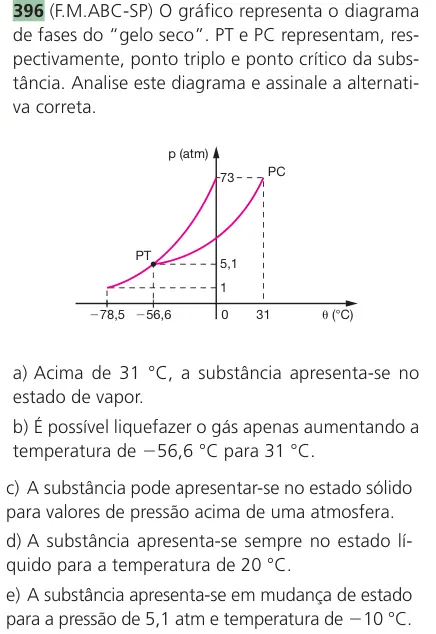 396 (F.M.ABC-SP) O gráfico representa o diagrama
de fases do “gelo seco”. PT e PC representam, res-
pectivamente, ponto triplo e ponto crítico da subs-
tância. Analise este diagrama e assinale a alternati-
va correta.
p (atm)
73
PC
PT
5,1
1
−78,5 −56,6 0 31 θ (°C)
a) Acima de 31 °C, a substância apresenta-se no
estado de vapor.
b) É possível liquefazer o gás apenas aumentando a
temperatura de −56,6 °C para 31 °C.
c) A substância pode apresentar-se no estado sólido
para valores de pressão acima de uma atmosfera.
d) A substância apresenta-se sempre no estado lí-
quido para a temperatura de 20 °C.
e) A substância apresenta-se em mudança de estado
para a pressão de 5,1 atm e temperatura de −10 °C.